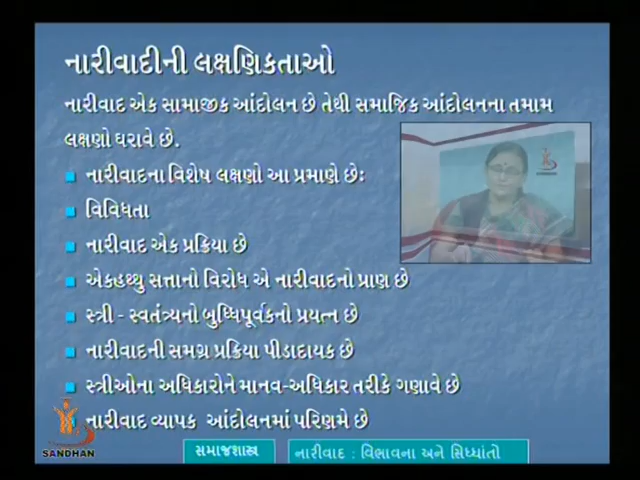 નારીવાદીની લક્ષણિકતાઓ
નારીવાદ એક સામાજીક આંદોલન છે તેથી સમાજિક આંદોલનના તમામ
લક્ષણો ધરાવે છે.
નારીવાદના વિશેષ લક્ષણો આ પ્રમાણે છેઃ
વિવિધતા
નારીવાદ એક પ્રક્રિયા છે
એકહથ્થુ સત્તાનો વિરોધ એ નારીવાદનો પ્રાણ છે
સ્ત્રી - સ્વતંત્ર્યનો બુધ્ધિપૂર્વકનો પ્રયત્ન છે
નારીવાદની સમગ્ર પ્રક્રિયા પીડાદાયક છે
સ્ત્રીઓના અધિકારોને માનવ-અધિકાર તરીકે ગણાવે છે
નારીવાદ વ્યાપક આંદોલનમાં પરિણમે છે
SANDHAN
સમાજશાસ્ત્ર
નારીવાદ : વિભાવના અને સિધ્ધાંતો